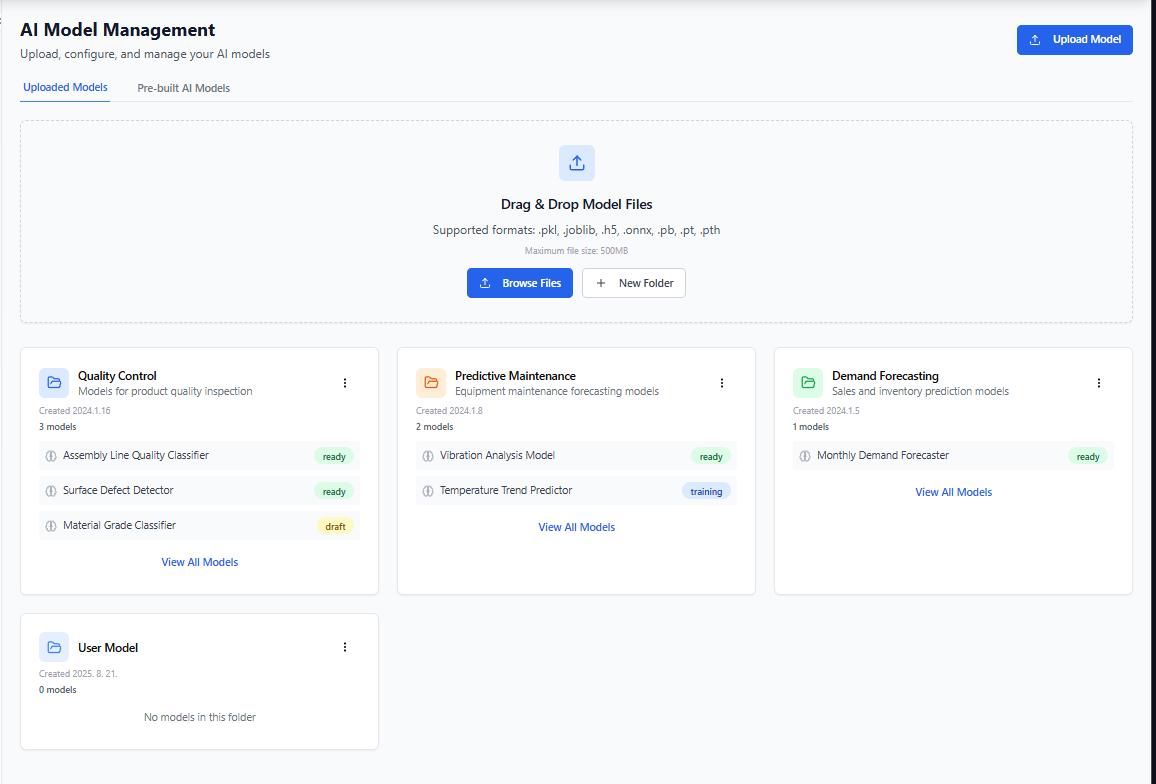 AI Model Management
Upload, configure, and manage your AI models
Upload Model
Uploaded Models
Pre-built AI Models
Drag & Drop Model Files
Supported formats: .pkl, .joblib, .h5, .onnx, .pb, .pt, .pth
Maximum file size: 500MB
Browse Files
New Folder
Quality Control
Models for product quality inspection
Created 2024.1.16
3 models
Assembly Line Quality Classifier
ready
Surface Defect Detector
ready
Material Grade Classifier
draft
View All Models
Predictive Maintenance
Equipment maintenance forecasting models
Created 2024.1.8
2 models
Vibration Analysis Model
ready
Temperature Trend Predictor
training
View All Models
Demand Forecasting
Sales and inventory prediction models
Created 2024.1.5
1 models
Monthly Demand Forecaster
ready
View All Models
User Model
Created 2025. 8. 21.
0 models
No models in this folder